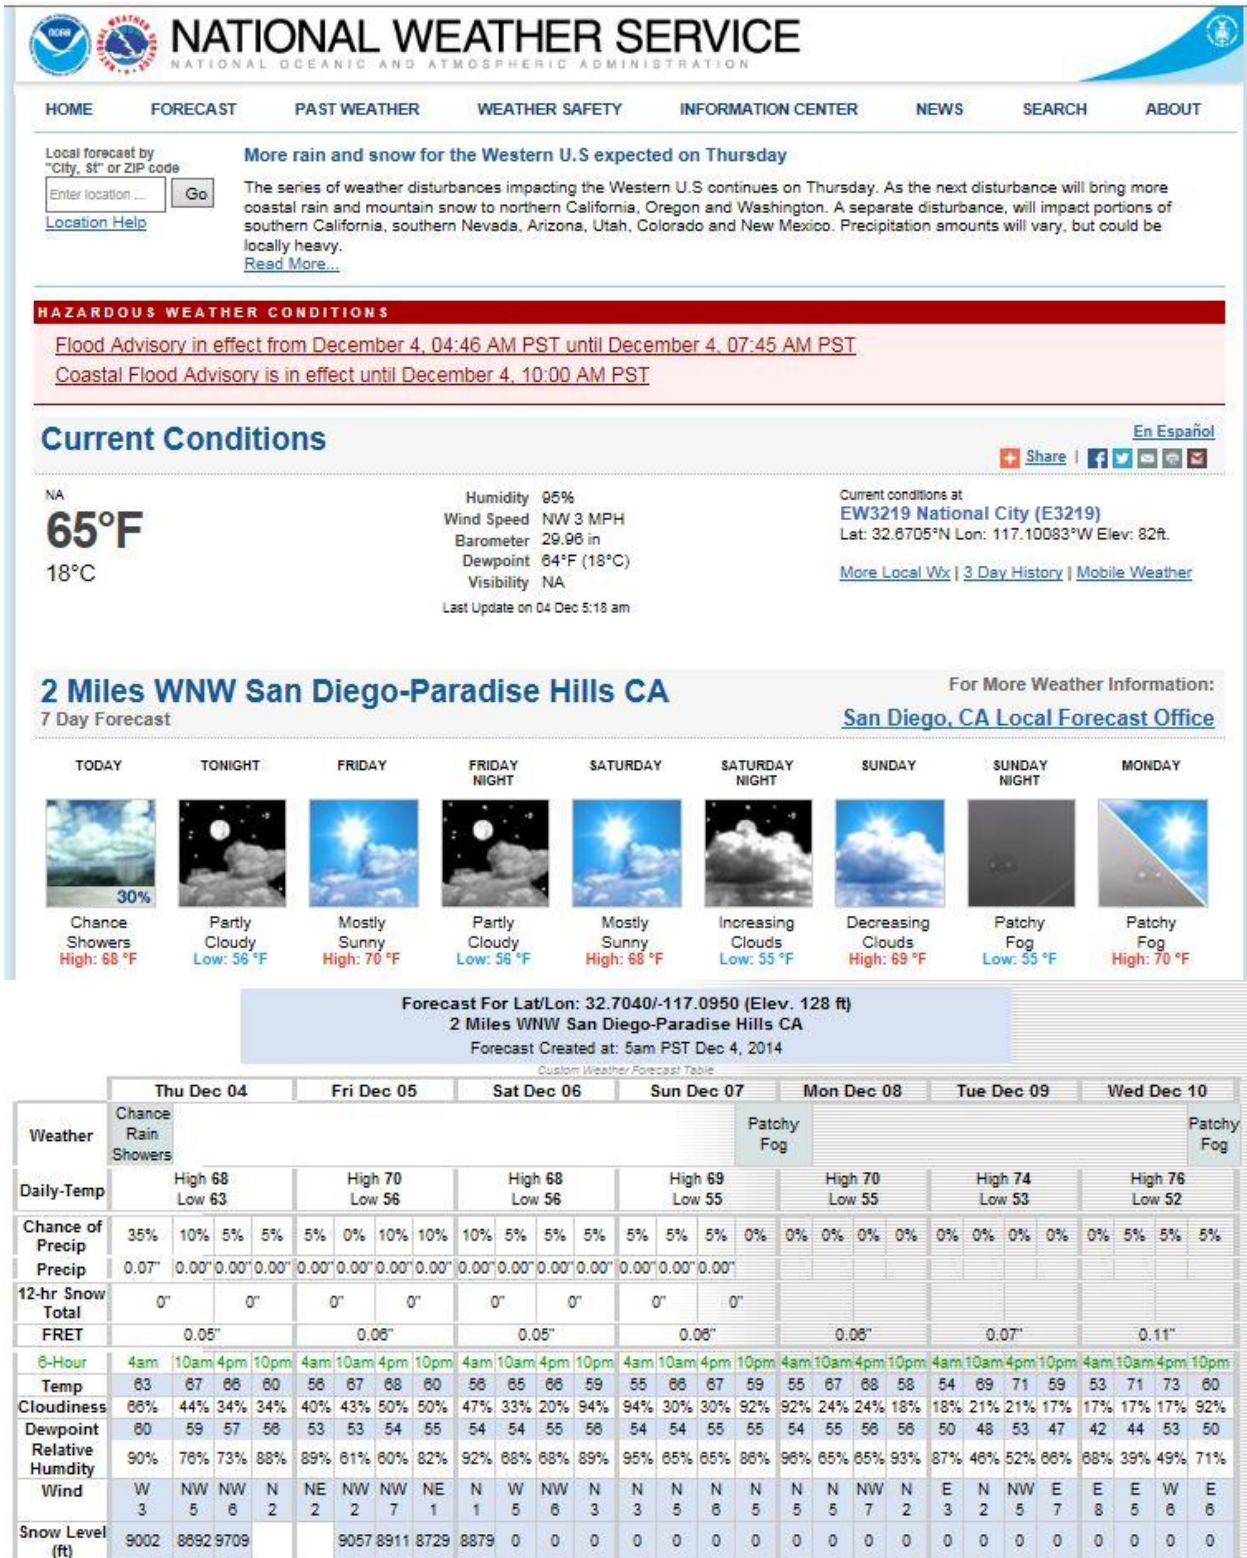 NATIONAL WEATHER SERVICE
NATIONAL OCEANIC AND ATMOSPHERIC ADMINISTRATION
HOME FORECAST PAST WEATHER WEATHER SAFETY INFORMATION CENTER NEWS SEARCH ABOUT
Local forecast by
"City, St" or ZIP code
Enter location ... Go
Location Help
More rain and snow for the Western U.S expected on Thursday
The series of weather disturbances impacting the Western U.S continues on Thursday. As the next disturbance will bring more
coastal rain and mountain snow to northern California, Oregon and Washington. A separate disturbance, will impact portions of
southern California, southern Nevada, Arizona, Utah, Colorado and New Mexico. Precipitation amounts will vary, but could be
locally heavy.
Read More...
HAZARDOUS WEATHER CONDITIONS
Flood Advisory in effect from December 4, 04:46 AM PST until December 4, 07:45 AM PST
Coastal Flood Advisory is in effect until December 4, 10:00 AM PST
Current Conditions
En Español
Share
NA
65°F
18°C
Humidity 95%
Wind Speed NW 3 MPH
Barometer 29.96 in
Dewpoint 64°F (18°C)
Visibility NA
Last Update on 04 Dec 5:18 am
Current conditions at
EW3219 National City (E3219)
Lat: 32.6705°N Lon: 117.10083°W Elev: 82ft.
More Local Wx | 3 Day History | Mobile Weather
2 Miles WNW San Diego-Paradise Hills CA
7 Day Forecast
For More Weather Information:
San Diego, CA Local Forecast Office
TODAY TONIGHT FRIDAY FRIDAY NIGHT SATURDAY SATURDAY NIGHT SUNDAY SUNDAY NIGHT MONDAY
30%
Chance Partly Mostly Partly Mostly Increasing Decreasing Patchy Patchy
Showers Cloudy Sunny Cloudy Sunny Clouds Clouds Fog Fog
High: 68 °F Low: 56 °F High: 70 °F Low: 56 °F High: 68 °F Low: 55 °F High: 69 °F Low: 55 °F High: 70 °F
Forecast For Lat/Lon: 32.7040/-117.0950 (Elev. 128 ft)
2 Miles WNW San Diego-Paradise Hills CA
Forecast Created at: 5am PST Dec 4, 2014
Custom Weather Forecast Table
Thu Dec 04 Fri Dec 05 Sat Dec 06 Sun Dec 07 Mon Dec 08 Tue Dec 09 Wed Dec 10
Weather Chance Rain Showers Patchy Fog Patchy Fog
Daily-Temp High 68 High 70 High 68 High 69 High 70 High 74 High 76
Low 63 Low 56 Low 56 Low 55 Low 55 Low 53 Low 52
Chance of Precip 35% 10% 5% 5% 5% 0% 10% 10% 10% 5% 5% 5% 5% 5% 5% 0% 0% 0% 0% 0% 0% 0% 0% 0% 0% 5% 5% 5%
Precip 0.07" 0.00" 0.00" 0.00" 0.00" 0.00" 0.00" 0.00" 0.00" 0.00" 0.00" 0.00" 0.00" 0.00" 0.00"
12-hr Snow Total 0" 0" 0" 0" 0" 0" 0" 0"
FRET 0.05" 0.06" 0.05" 0.06" 0.06" 0.07" 0.11"
6-Hour 4am 10am 4pm 10pm 4am 10am 4pm 10pm 4am 10am 4pm 10pm 4am 10am 4pm 10pm 4am 10am 4pm 10pm 4am 10am 4pm 10pm 4am 10am 4pm 10pm
Temp 63 67 66 60 56 67 68 60 56 65 66 59 55 66 67 59 55 67 68 58 54 69 71 59 53 71 73 60
Cloudiness 66% 44% 34% 34% 40% 43% 50% 50% 47% 33% 20% 94% 94% 30% 30% 92% 92% 24% 24% 18% 18% 21% 21% 17% 17% 17% 17% 92%
Dewpoint 60 59 57 56 53 53 54 55 54 54 55 56 54 54 55 55 54 55 56 56 50 48 53 47 42 44 53 50
Relative Humdity 90% 76% 73% 88% 89% 61% 60% 82% 92% 68% 68% 89% 95% 65% 65% 86% 96% 65% 65% 93% 87% 46% 52% 66% 68% 39% 49% 71%
Wind W NW NW N NE NW NW NE N W NW N N N N N N N NW N E N NW E E E W E
3 5 6 2 2 2 7 1 1 5 6 3 3 5 6 5 5 5 7 2 3 2 5 7 8 5 6 6
Snow Level (ft) 9002 8692 9709 9057 8911 8729 8879 0 0 0 0 0 0 0 0 0 0 0 0 0 0 0 0 0 0 0